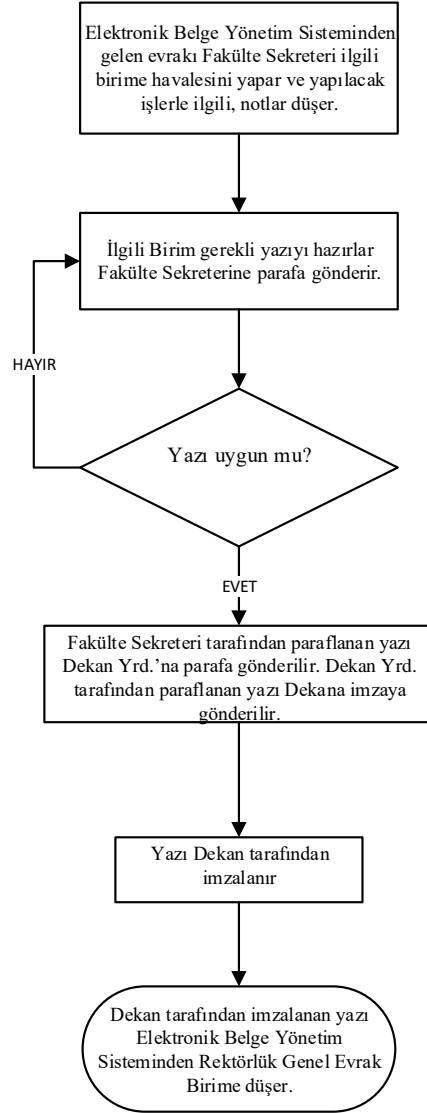 Elektronik Belge Yönetim Sisteminden
gelen evrakı Fakülte Sekreteri ilgili
birime havalesini yapar ve yapılacak
işlerle ilgili, notlar düşer.
İlgili Birim gerekli yazıyı hazırlar
Fakülte Sekreterine parafa gönderir.
HAYIR
Yazı uygun mu?
EVET
Fakülte Sekreteri tarafından paraflanan yazı
Dekan Yrd.’na parafa gönderilir. Dekan Yrd.
tarafından paraflanan yazı Dekana imzaya
gönderilir.
Yazı Dekan tarafından
imzalanır
Dekan tarafından imzalanan yazı
Elektronik Belge Yönetim
Sisteminden Rektörlük Genel Evrak
Birime düşer.